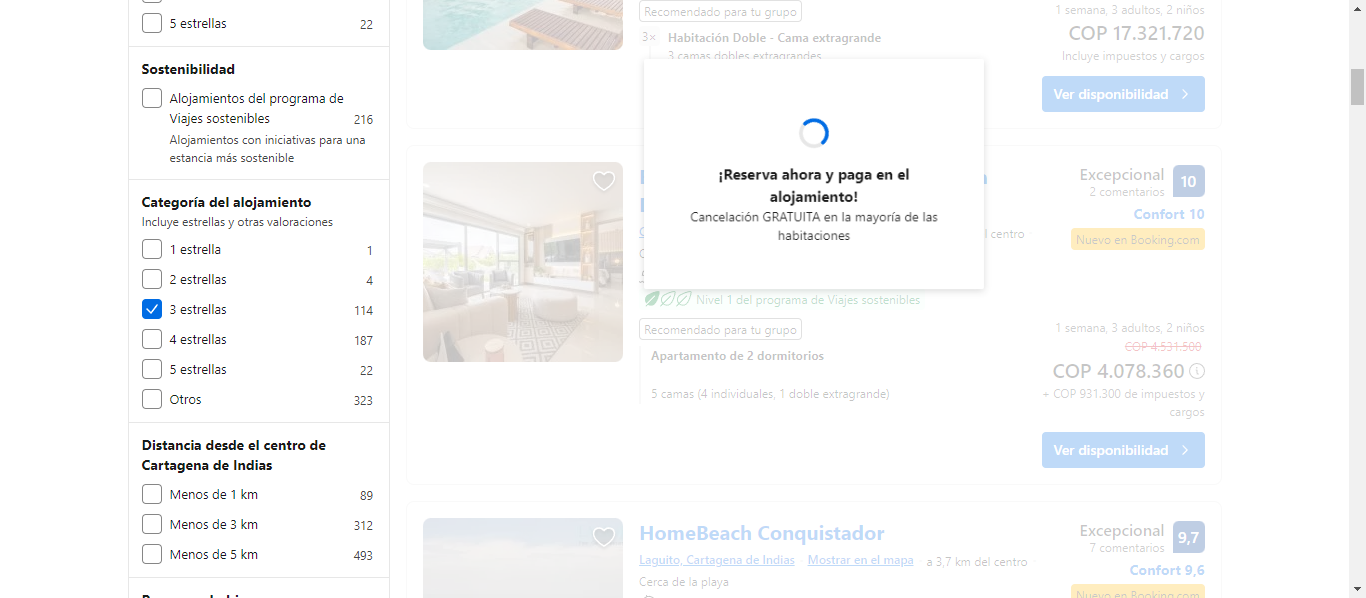 5 estrellas
22
Sostenibilidad
Alojamientos del programa de
Viajes sostenibles
216
Alojamientos con iniciativas para una
estancia más sostenible
Categoría del alojamiento
Incluye estrellas y otras valoraciones
1 estrella
1
2 estrellas
4
3 estrellas
114
4 estrellas
187
5 estrellas
22
Otros
323
Distancia desde el centro de
Cartagena de Indias
Menos de 1 km
89
Menos de 3 km
312
Menos de 5 km
493
Recomendado para tu grupo
3× Habitación Doble - Cama extragrande
3 camas dobles extragrandes
1 semana, 3 adultos, 2 niños
COP 17.321.720
Incluye impuestos y cargos
Ver disponibilidad
¡Reserva ahora y paga en el
alojamiento!
Cancelación GRATUITA en la mayoría de las
habitaciones
Excepcional
2 comentarios
10
Confort 10
Nuevo en Booking.com
del centro
Nivel 1 del programa de Viajes sostenibles
Recomendado para tu grupo
Apartamento de 2 dormitorios
5 camas (4 individuales, 1 doble extragrande)
1 semana, 3 adultos, 2 niños
COP 4.531.500
COP 4.078.360
+ COP 931.300 de impuestos y
cargos
Ver disponibilidad
HomeBeach Conquistador
Laguito, Cartagena de Indias
Mostrar en el mapa
a 3,7 km del centro
Cerca de la playa
Excepcional
7 comentarios
9,7
Confort 9,6
Nuevo en Booking.com